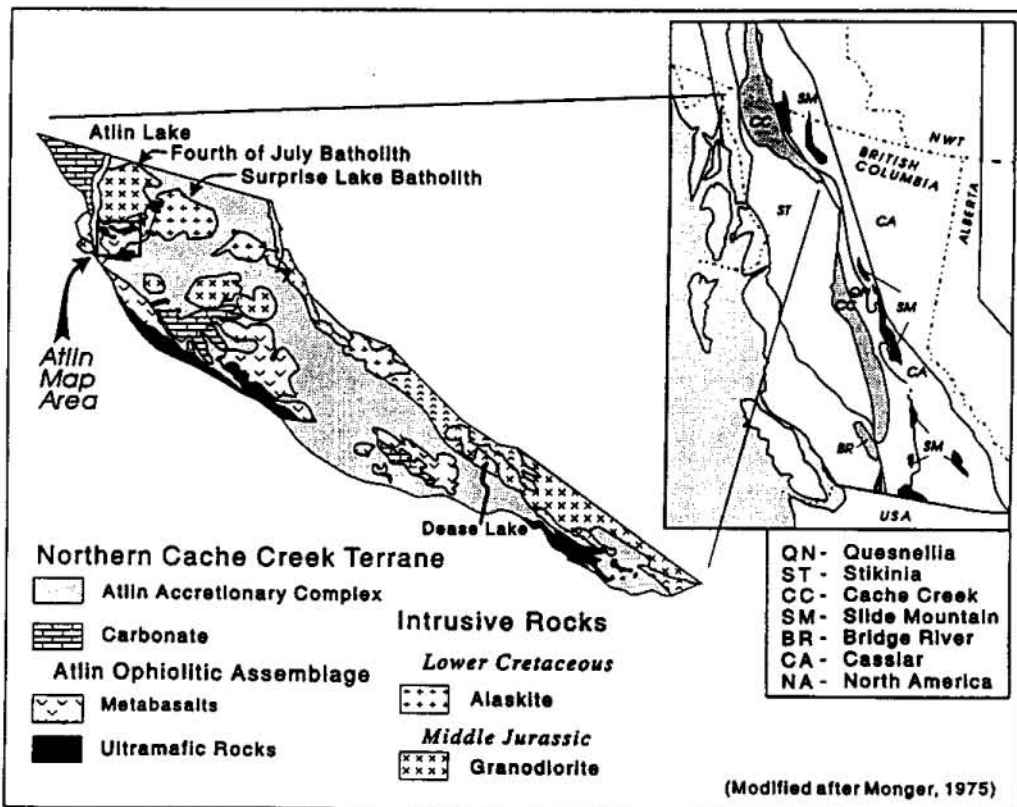 Atlin Lake
Fourth of July Batholith
Surprise Lake Batholith
Atlin
Map
Area
Dease Lake
SM
CC
NWT
BRITISH
COLUMBIA
ALBERTA
ST
CA
QN
CC
SM
CA
BR
SM
USA
Northern Cache Creek Terrane
Atlin Accretionary Complex
Carbonate
Atlin Ophiolitic Assemblage
Metabasalts
Ultramafic Rocks
Intrusive Rocks
Lower Cretaceous
Alaskite
Middle Jurassic
Granodiorite
QN - Quesnellia
ST - Stikinia
CC - Cache Creek
SM - Slide Mountain
BR - Bridge River
CA - Cassiar
NA - North America
(Modified after Monger, 1975)